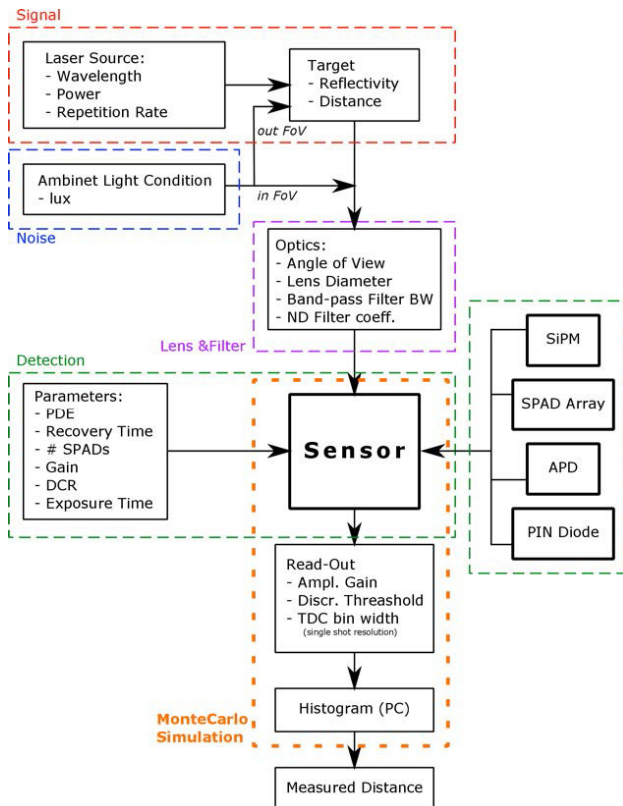 Signal
Laser Source:
- Wavelength
- Power
- Repetition Rate
Target
- Reflectivity
- Distance
out FoV
Ambinet Light Condition
- lux
in FoV
Noise
Optics:
- Angle of View
- Lens Diameter
- Band-pass Filter BW
- ND Filter coeff.
Lens &Filter
Detection
Parameters:
- PDE
- Recovery Time
- # SPADs
- Gain
- DCR
- Exposure Time
Sensor
SiPM
SPAD Array
APD
PIN Diode
Read-Out
- Ampl. Gain
- Discr. Threashold
- TDC bin width
(single shot resolution)
Histogram (PC)
MonteCarlo
Simulation
Measured Distance